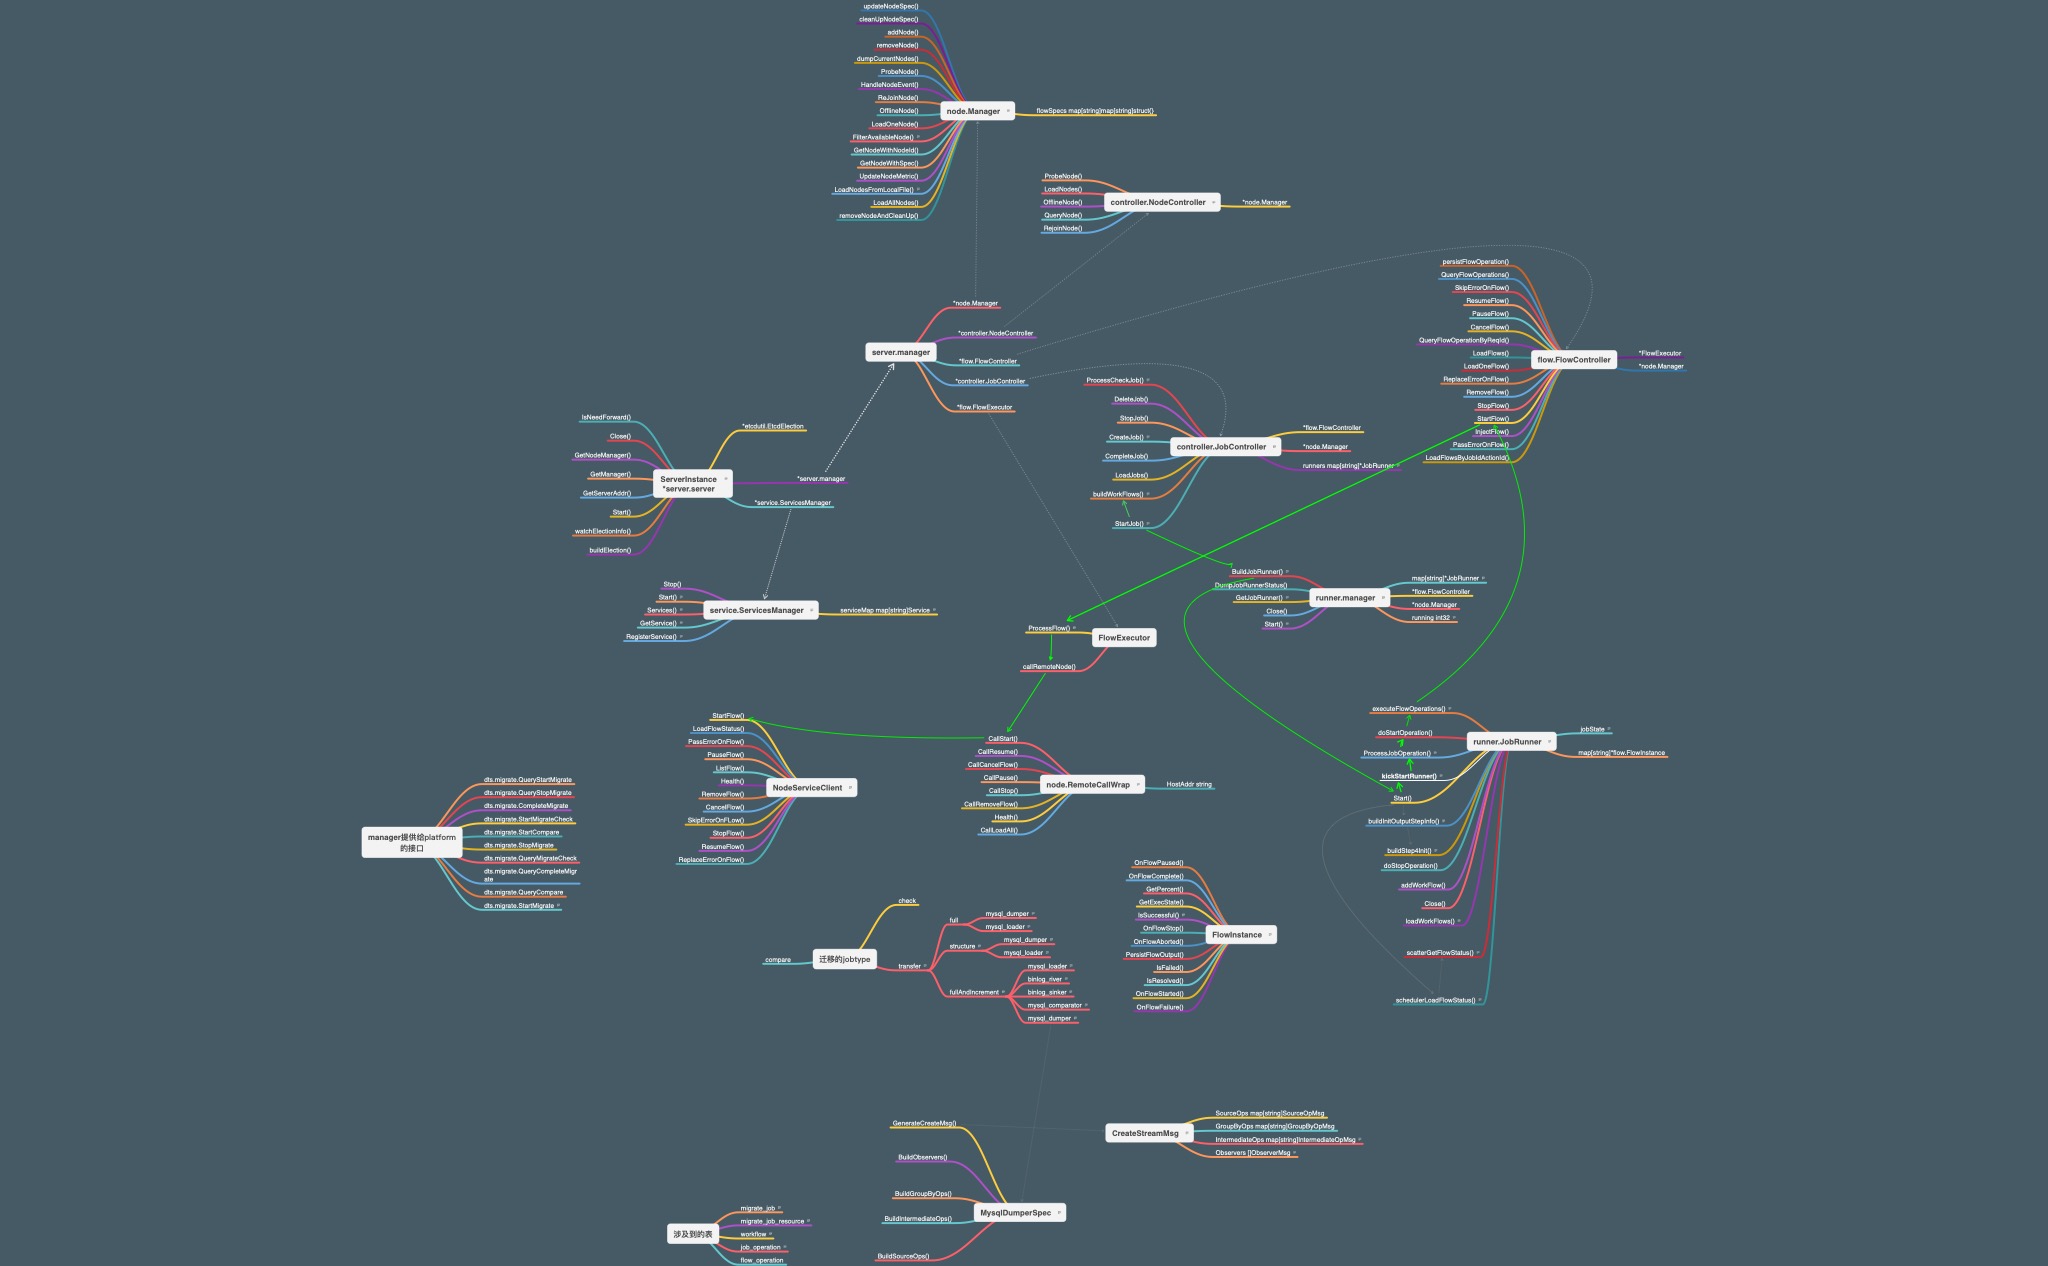 updateNodeSpec()
cleanUpNodeSpec()
addNode()
removeNode()
dumpCurrentNodes()
ProbeNode()
HandleNodeEvent()
ReJoinNode()
OfflineNode()
LoadOneNode()
FilterAvailableNode()
GetNodeWithNodeId()
GetNodeWithSpec()
UpdateNodeMetric()
LoadNodesFromLocalFile()
LoadAllNodes()
removeNodeAndCleanUp()
node.Manager
flowSpecs map[string]map[string]struct{}
ProbeNode()
LoadNodes()
OfflineNode()
QueryNode()
RejoinNode()
controller.NodeController
*node.Manager
server.manager
*node.Manager
*controller.NodeController
*flow.FlowController
*controller.JobController
*flow.FlowExecutor
persistFlowOperation()
QueryFlowOperations()
SkipErrorOnFlow()
ResumeFlow()
PauseFlow()
CancelFlow()
QueryFlowOperationByReqId()
LoadFlows()
LoadOneFlow()
ReplaceErrorOnFlow()
RemoveFlow()
StopFlow()
StartFlow()
InjectFlow()
PassErrorOnFlow()
LoadFlowsByJobIdActionId()
flow.FlowController
*FlowExecutor
*node.Manager
ProcessCheckJob()
DeleteJob()
StopJob()
CreateJob()
CompleteJob()
LoadJobs()
buildWorkFlows()
StartJob()
controller.JobController
*flow.FlowController
*node.Manager
runners map[string]*JobRunner
IsNeedForward()
Close()
GetNodeManager()
GetManager()
GetServerAddr()
Start()
watchElectionInfo()
buildElection()
ServerInstance
*server.server
*etcdutil.EtcdElection
*server.manager
*service.ServicesManager
Stop()
Start()
Services()
GetService()
RegisterService()
service.ServicesManager
serviceMap map[string]Service
BuildJobRunner()
DumpJobRunnerStatus()
GetJobRunner()
Close()
Start()
runner.manager
map[string]*JobRunner
*flow.FlowController
*node.Manager
running int32
ProcessFlow()
callRemoteNode()
FlowExecutor
StartFlow()
LoadFlowStatus()
PassErrorOnFlow()
PauseFlow()
ListFlow()
Health()
RemoveFlow()
CancelFlow()
SkipErrorOnFLow()
StopFlow()
ResumeFlow()
ReplaceErrorOnFlow()
NodeServiceClient
CallStart()
CallResume()
CallCancelFlow()
CallPause()
CallStop()
CallRemoveFlow()
Health()
CallLoadAll()
node.RemoteCallWrap
HostAddr string
executeFlowOperations()
doStartOperation()
ProcessJobOperation()
kickStartRunner()
Start()
buildInitOutputStepInfo()
buildStep4Init()
doStopOperation()
addWorkFlow()
Close()
loadWorkFlows()
scatterGetFlowStatus()
schedulerLoadFlowStatus()
runner.JobRunner
jobState
map[string]*flow.FlowInstance
manager提供给platform
的接口
dts.migrate.QueryStartMigrate
dts.migrate.QueryStopMigrate
dts.migrate.CompleteMigrate
dts.migrate.StartMigrateCheck
dts.migrate.StartCompare
dts.migrate.StopMigrate
dts.migrate.QueryMigrateCheck
dts.migrate.QueryCompleteMigr
ate
dts.migrate.QueryCompare
dts.migrate.StartMigrate
OnFlowPaused()
OnFlowComplete()
GetPercent()
GetExecState()
IsSuccessful()
OnFlowStop()
OnFlowAborted()
PersistFlowOutput()
IsFailed()
IsResolved()
OnFlowStarted()
OnFlowFailure()
FlowInstance
compare
迁移的jobtype
check
transfer
full
mysql_dumper
mysql_loader
structure
mysql_dumper
mysql_loader
fullAndIncrement
mysql_loader
binlog_river
binlog_sinker
mysql_comparator
mysql_dumper
GenerateCreateMsg()
BuildObservers()
BuildGroupByOps()
BuildIntermediateOps()
BuildSourceOps()
MysqlDumperSpec
CreateStreamMsg
SourceOps map[string]SourceOpMsg
GroupByOps map[string]GroupByOpMsg
IntermediateOps map[string]IntermediateOpMsg
Observers []ObserverMsg
涉及到的表
migrate_job
migrate_job_resource
workflow
job_operation
flow_operation